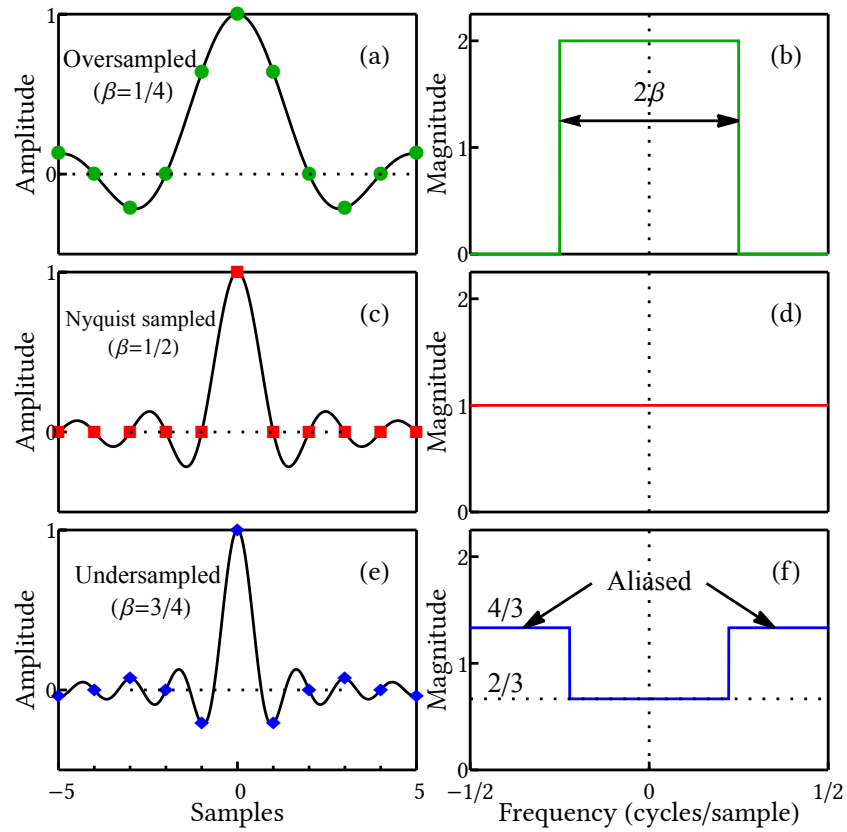 1
Oversampled
(β=1/4)
(a)
Amplitude
0
2
(b)
2β
Magnitude
1
0
1
Nyquist sampled
(β=1/2)
(c)
Amplitude
0
2
(d)
Magnitude
1
0
1
Undersampled
(β=3/4)
(e)
Amplitude
0
−5
0
5
Samples
2
Aliased
(f)
4/3
Magnitude
1
2/3
0
−1/2
0
1/2
Frequency (cycles/sample)